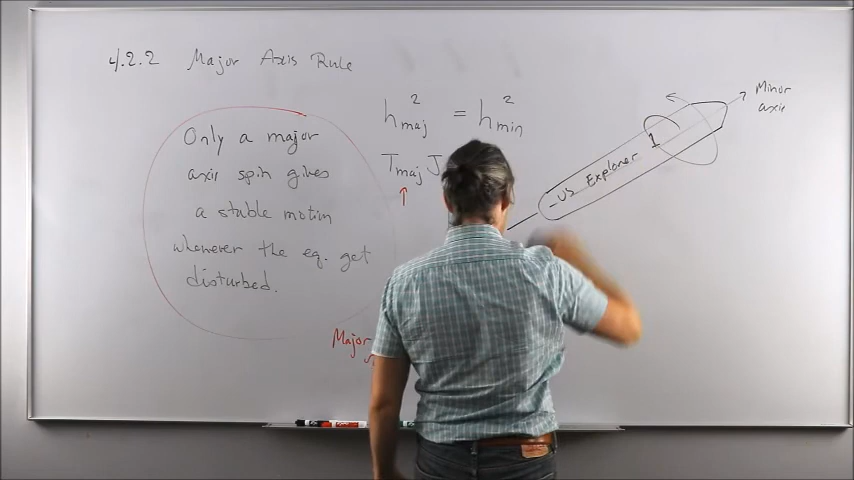 4.2.2 Major Axis Rule
Only a major
axis spin gives
a stable motion
whenever the eq. get
disturbed.
h²maj = h²min
Tmaj J
Major
US Explorer 1
Minor
axis